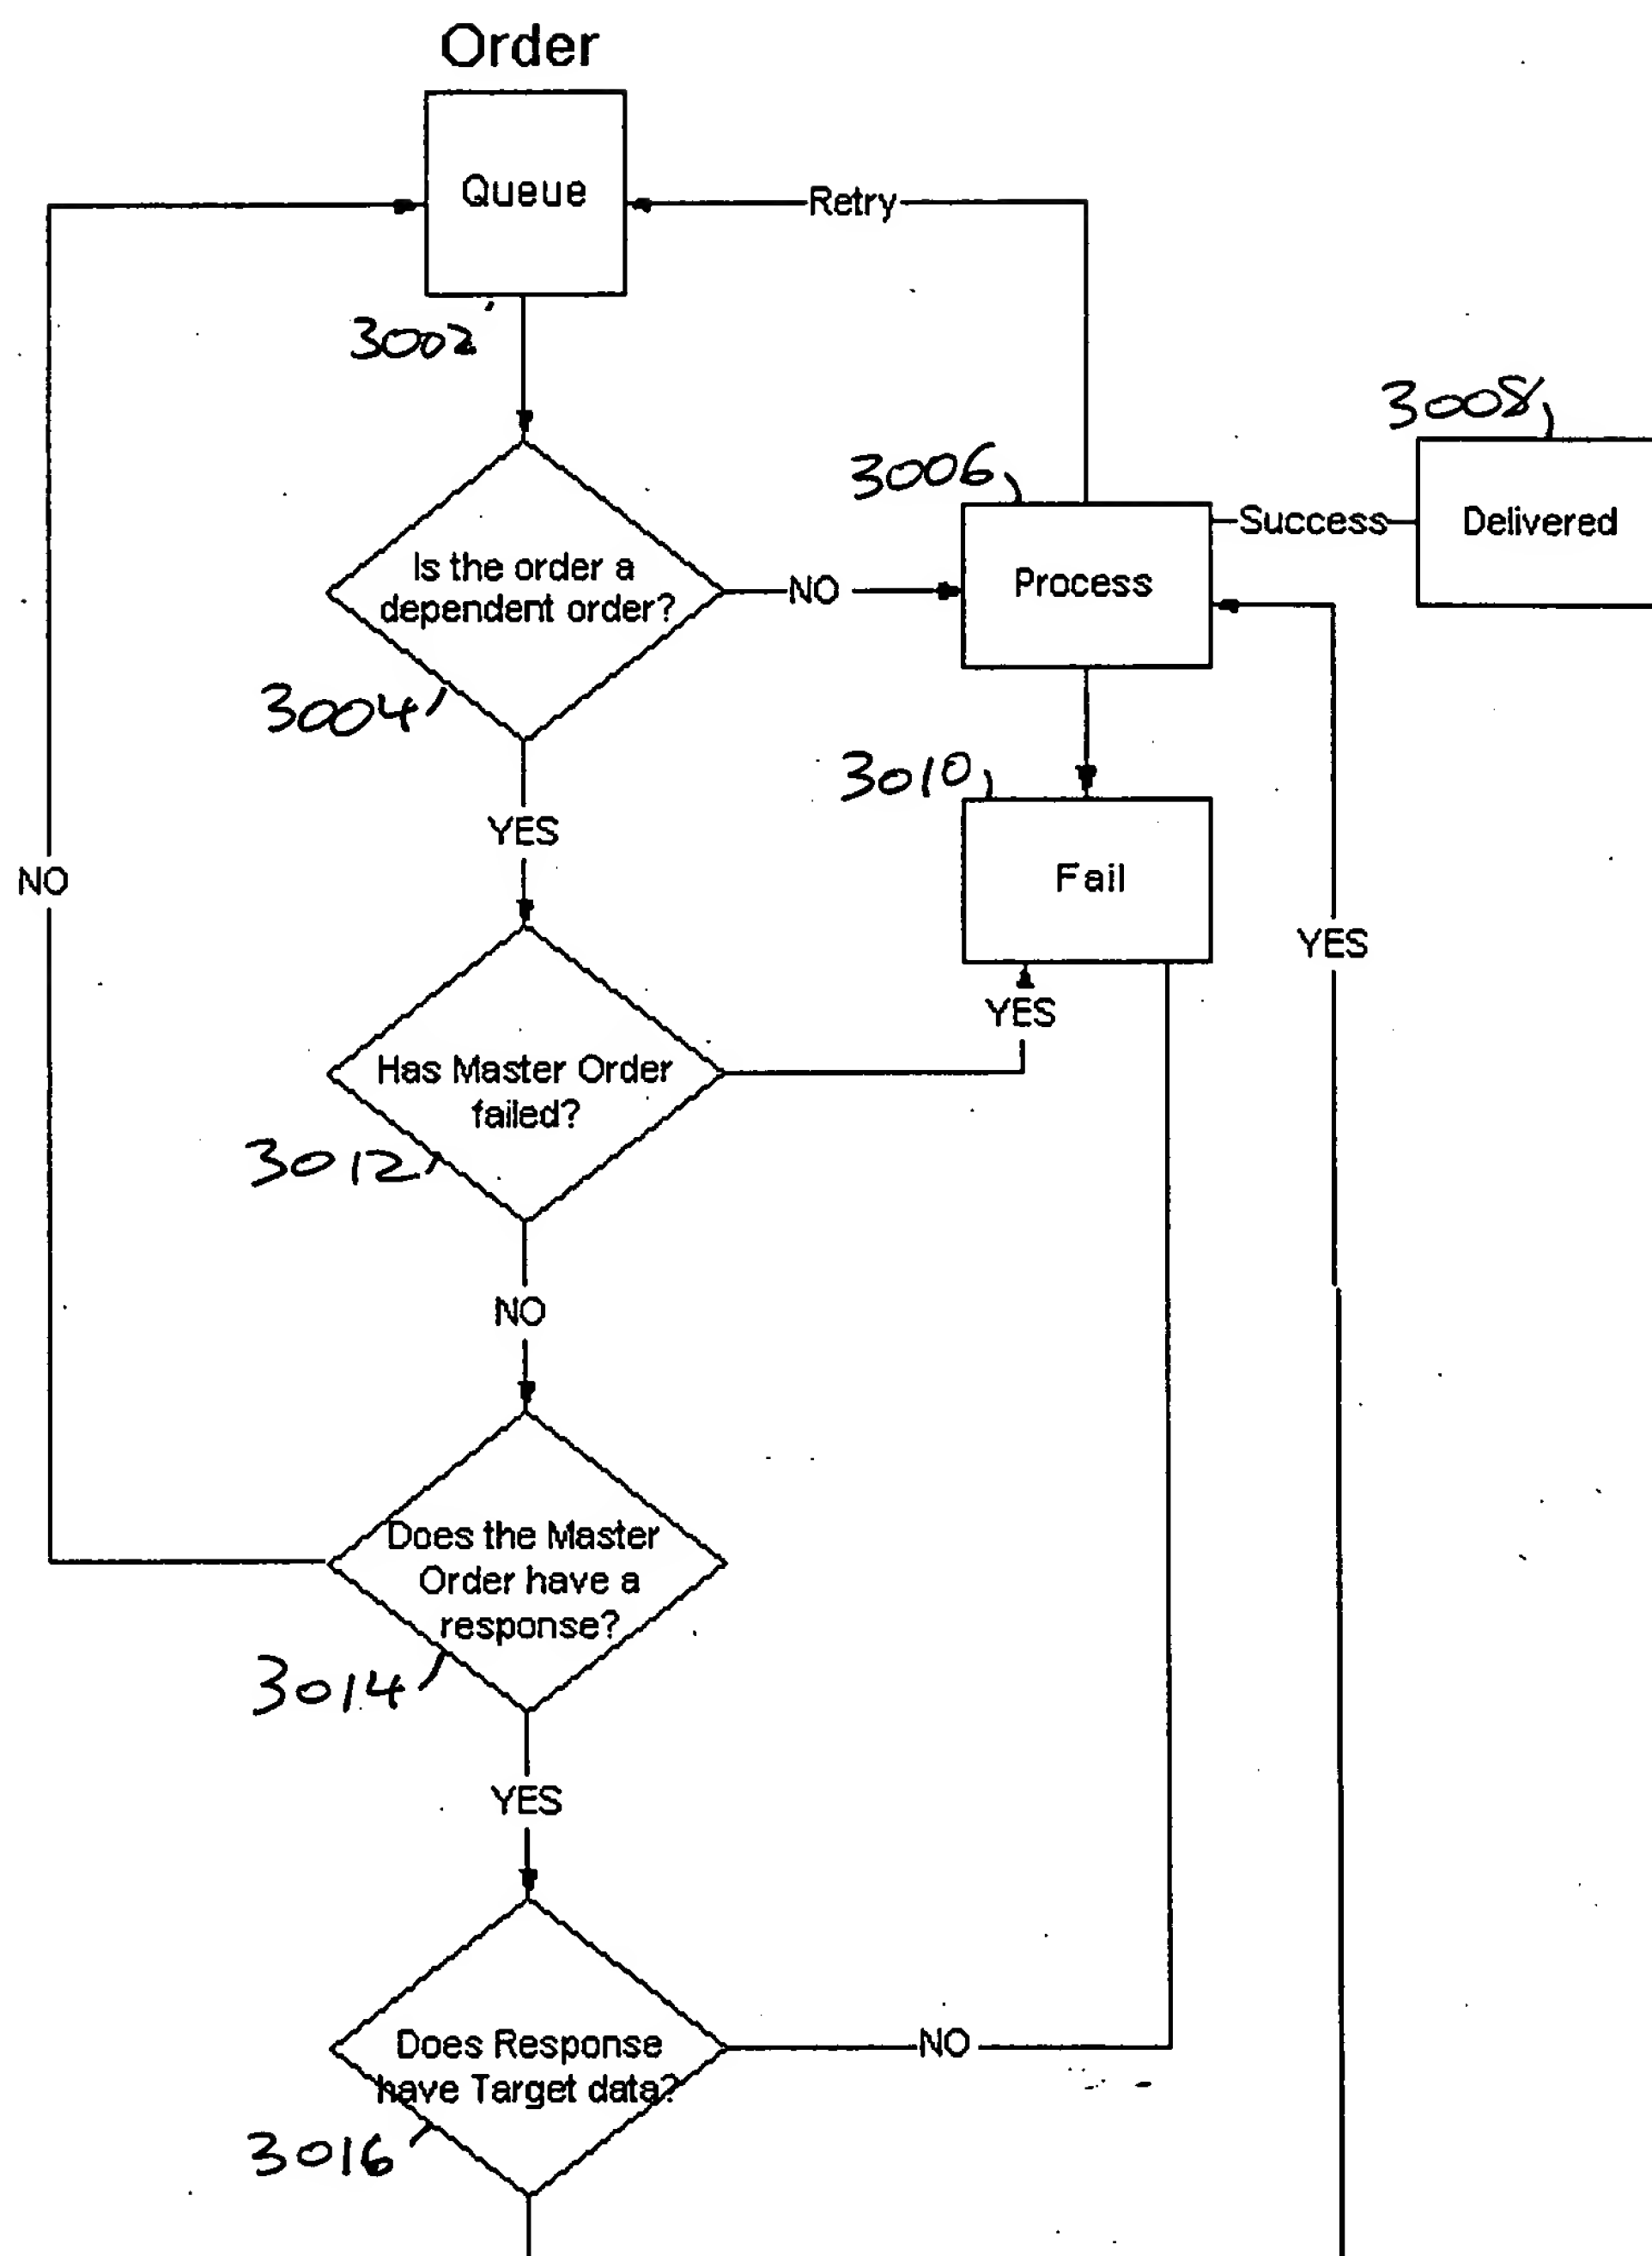 Order
Queue
Retry
3002
3008
3006
Success
Delivered
Is the order a
dependent order?
NO
Process
3004
3010
YES
Fail
NO
YES
YES
Has Master Order
failed?
3012
NO
Does the Master
Order have a
response?
3014
YES
Does Response
have Target data?
NO
3016